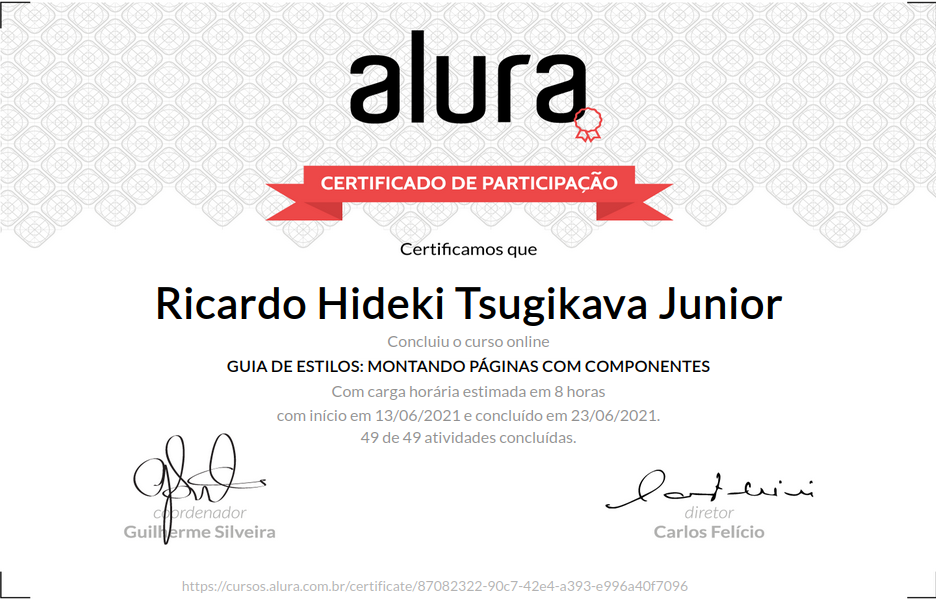 alura
CERTIFICADO DE PARTICIPAÇÃO
Certificamos que
Ricardo Hideki Tsugikava Junior
Concluiu o curso online
GUIA DE ESTILOS: MONTANDO PÁGINAS COM COMPONENTES
Com carga horária estimada em 8 horas
com início em 13/06/2021 e concluído em 23/06/2021.
49 de 49 atividades concluídas.
coordenador
Guilherme Silveira
diretor
Carlos Felício
https://cursos.alura.com.br/certificate/87082322-90c7-42e4-a393-e996a40f7096